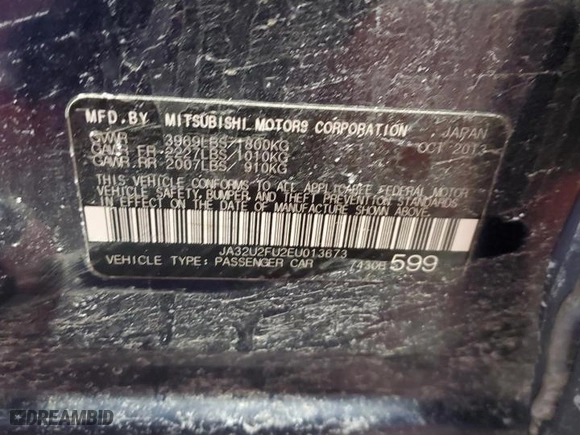 MFD.BY MITSUBISHI MOTORS CORPORATION JAPAN
GVWR 3969LBS/1800KG OCT 2013
GAWR.FR 2227LBS/1010KG
GAWR.RR 2007LBS/ 910KG
THIS VEHICLE CONFORMS TO ALL APPLICABLE FEDERAL MOTOR
VEHICLE SAFETY, BUMPER, AND THEFT PREVENTION STANDARDS
IN EFFECT ON THE DATE OF MANUFACTURE SHOWN ABOVE.
JA32U2FU2EU013673
VEHICLE TYPE: PASSENGER CAR 599
DREAMBID